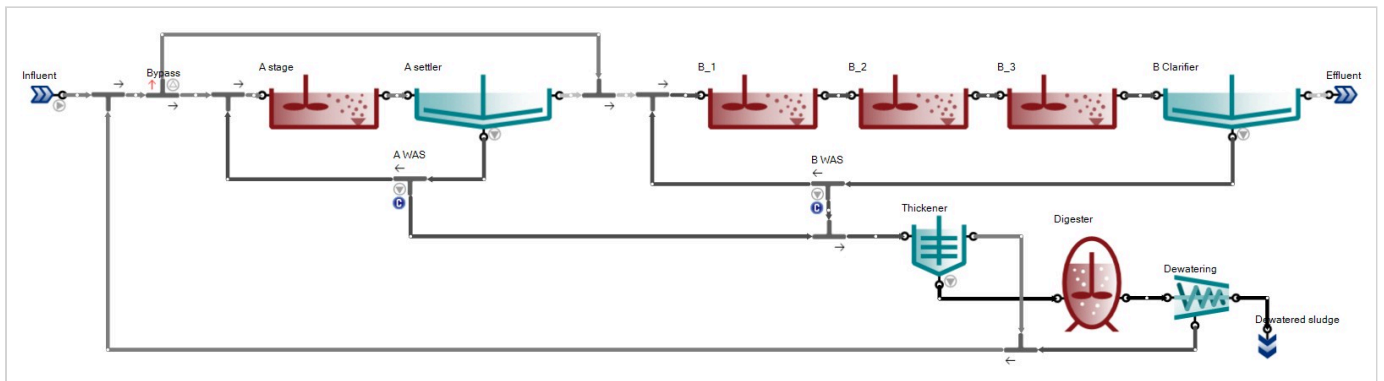 Influent
Bypass
A stage
A settler
B_1
B_2
B_3
B Clarifier
Effluent
A WAS
B WAS
C
C
Thickener
Digester
Dewatering
Dewatered sludge